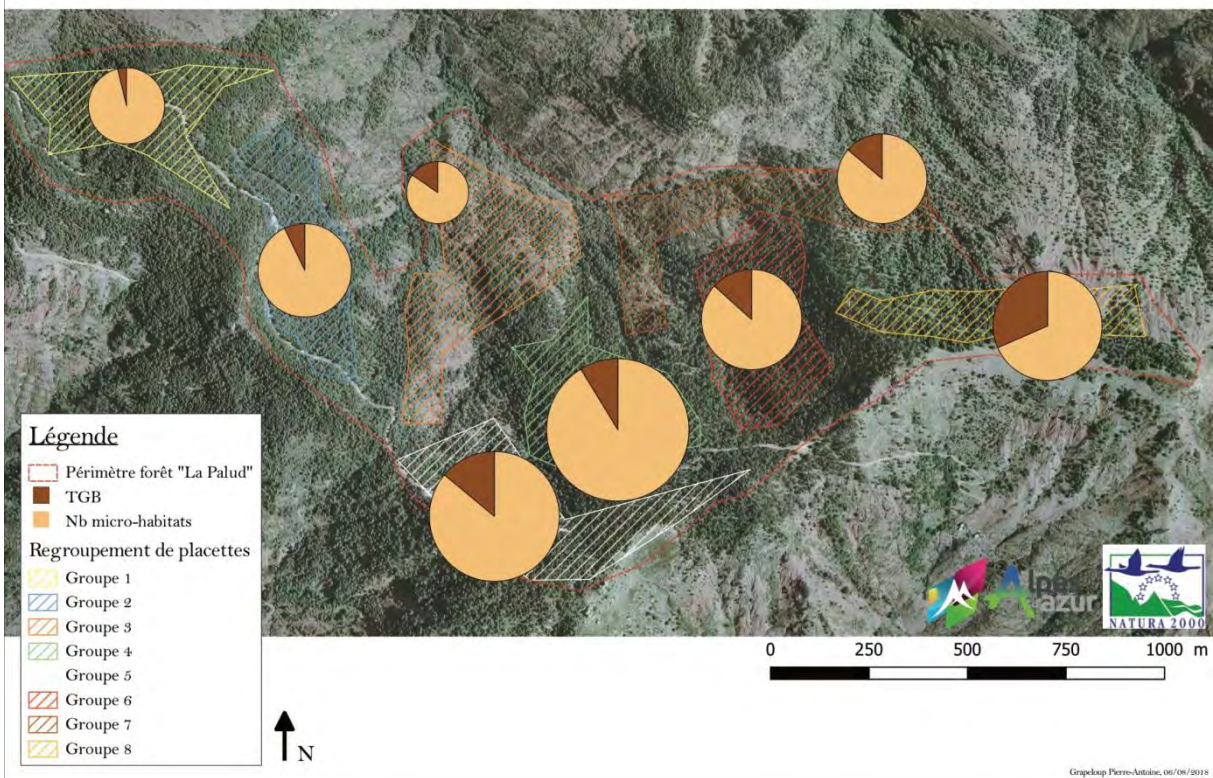 Légende
Périmètre forêt "La Palud"
TGB
Nb micro-habitats
Regroupement de placettes
Groupe 1
Groupe 2
Groupe 3
Groupe 4
Groupe 5
Groupe 6
Groupe 7
Groupe 8
N
Alpes
azur
NATURA 2000
0 250 500 750 1000 m
Grapeloup Pierre-Antoine, 06/08/2018